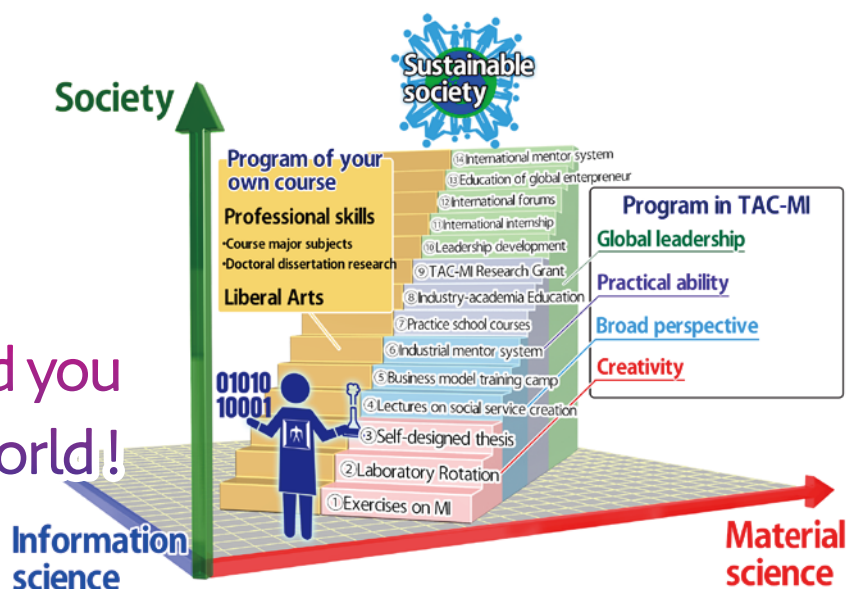 Sustainable
society
Society
Program of your
own course
Professional skills
・Course major subjects
・Doctoral dissertation research
Liberal Arts
⑭International mentor system
⑬Education of global enterpreneur
⑫International forums
⑪International internship
⑩Leadership development
⑨TAC-MI Research Grant
⑧Industry-academia Education
⑦Practice school courses
⑥Industrial mentor system
⑤Business model training camp
④Lectures on social service creation
③Self-designed thesis
②Laboratory Rotation
①Exercises on MI
Program in TAC-MI
Global leadership
Practical ability
Broad perspective
Creativity
d you
orld!
01010
10001
Information
science
Material
science